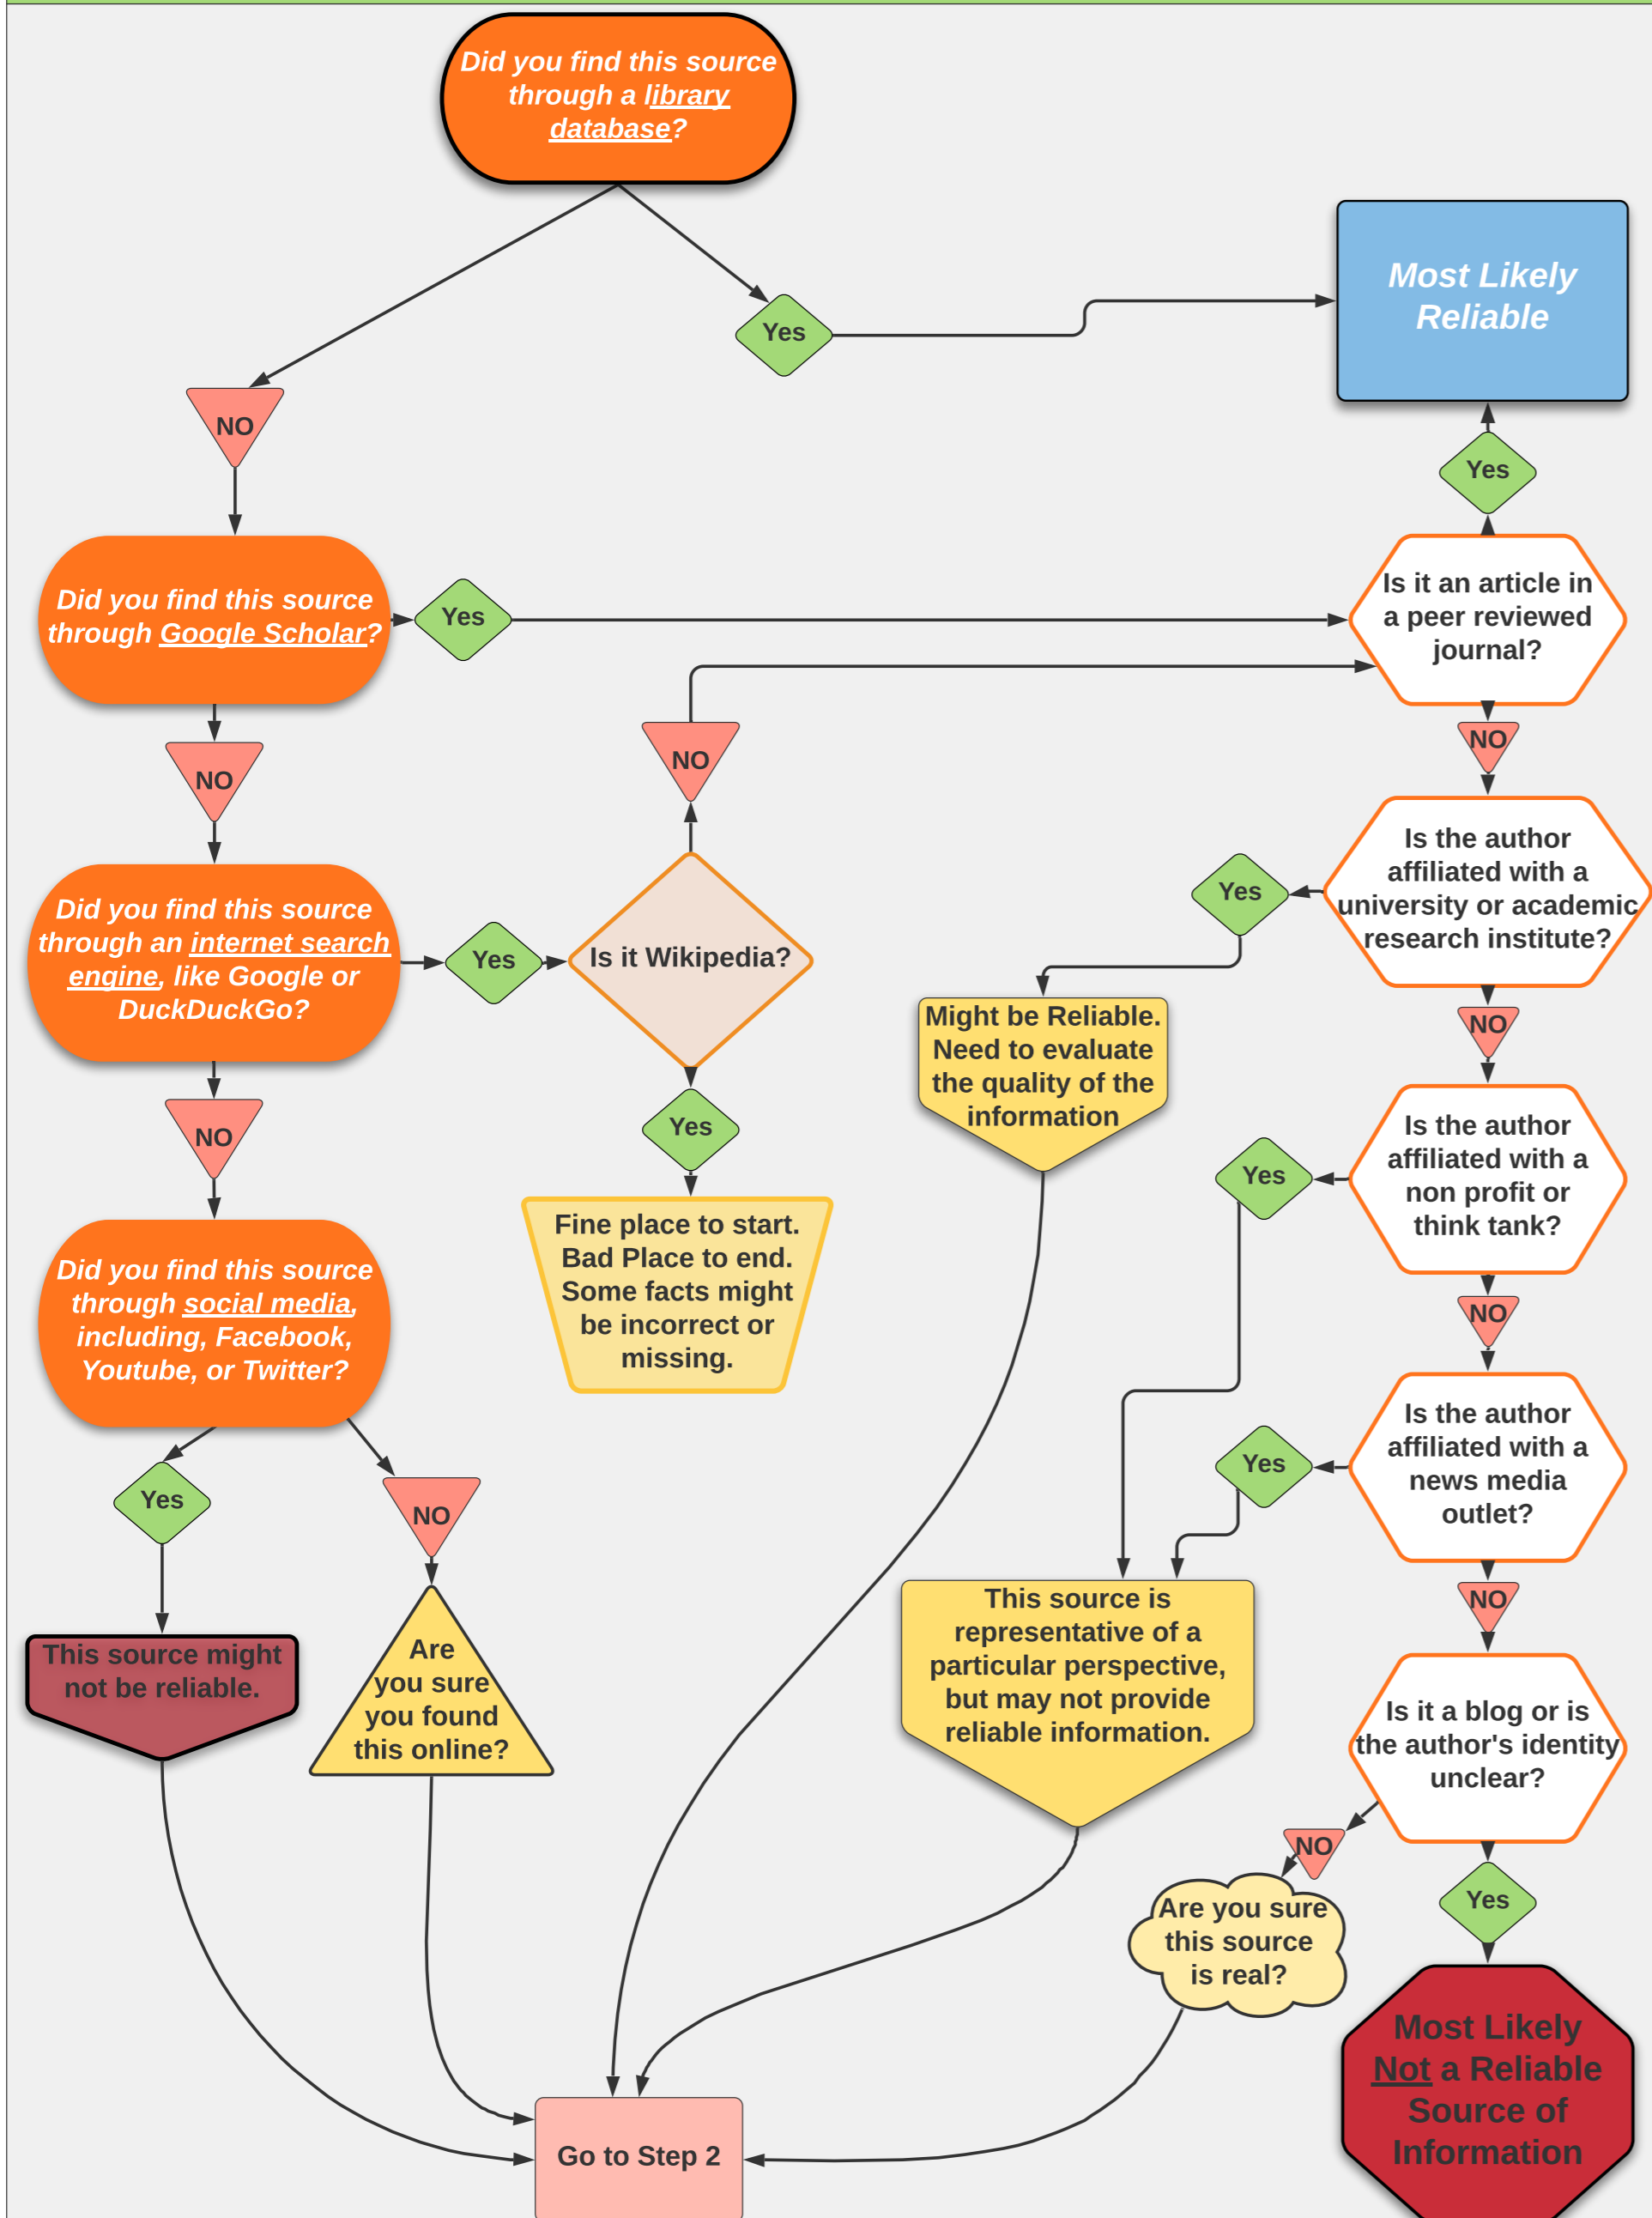 Did you find this source
through a library
database?
Yes
Most Likely
Reliable
NO
Yes
Did you find this source
through Google Scholar?
Yes
Is it an article in
a peer reviewed
journal?
NO
NO
NO
Is the author
affiliated with a
university or academic
research institute?
Yes
Did you find this source
through an internet search
engine, like Google or
DuckDuckGo?
Yes
Is it Wikipedia?
Might be Reliable.
Need to evaluate
the quality of the
information
NO
NO
Yes
Is the author
affiliated with a
non profit or
think tank?
Yes
Fine place to start.
Bad Place to end.
Some facts might
be incorrect or
missing.
Did you find this source
through social media,
including, Facebook,
Youtube, or Twitter?
NO
Is the author
affiliated with a
news media
outlet?
Yes
Yes
NO
NO
This source might
not be reliable.
Are
you sure
you found
this online?
This source is
representative of a
particular perspective,
but may not provide
reliable information.
Is it a blog or is
the author's identity
unclear?
NO
Yes
Are you sure
this source
is real?
Most Likely
Not a Reliable
Source of
Information
Go to Step 2